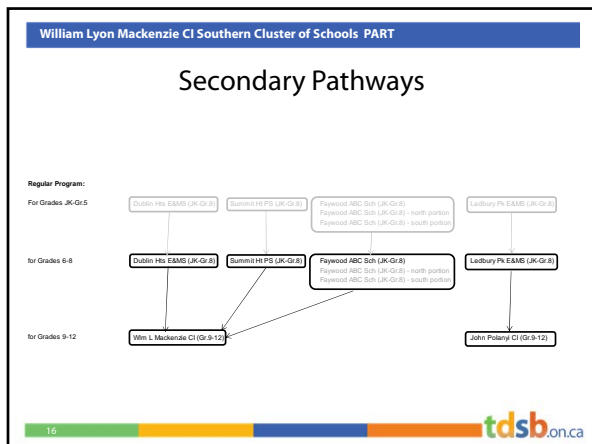 William Lyon Mackenzie CI Southern Cluster of Schools PART
Secondary Pathways
Regular Program:
For Grades JK-Gr.5
Dublin Hts E&MS (JK-Gr.8)
Summit Ht PS (JK-Gr.8)
Faywood ABC Sch (JK-Gr.8)
Faywood ABC Sch (JK-Gr.8) - north portion
Faywood ABC Sch (JK-Gr.8) - south portion
Ledbury Pk E&MS (JK-Gr.8)
for Grades 6-8
Dublin Hts E&MS (JK-Gr.8)
Summit Ht PS (JK-Gr.8)
Faywood ABC Sch (JK-Gr.8)
Faywood ABC Sch (JK-Gr.8) - north portion
Faywood ABC Sch (JK-Gr.8) - south portion
Ledbury Pk E&MS (JK-Gr.8)
for Grades 9-12
Wlm L Mackenzie CI (Gr.9-12)
John Polanyi CI (Gr.9-12)
16
tdsb.on.ca